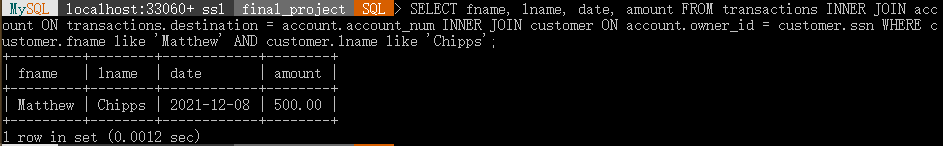 MySQL localhost:33060+ ssl final_project SQL> SELECT fname, lname, date, amount FROM transactions INNER JOIN acc
ount ON transactions.destination = account.account_num INNER JOIN customer ON account.owner_id = customer.ssn WHERE c
ustomer.fname like 'Matthew' AND customer.lname like 'Chipps';
+---------+--------+------------+--------+
| fname   | lname  | date       | amount |
+---------+--------+------------+--------+
| Matthew | Chipps | 2021-12-08 | 500.00 |
+---------+--------+------------+--------+
1 row in set (0.0012 sec)